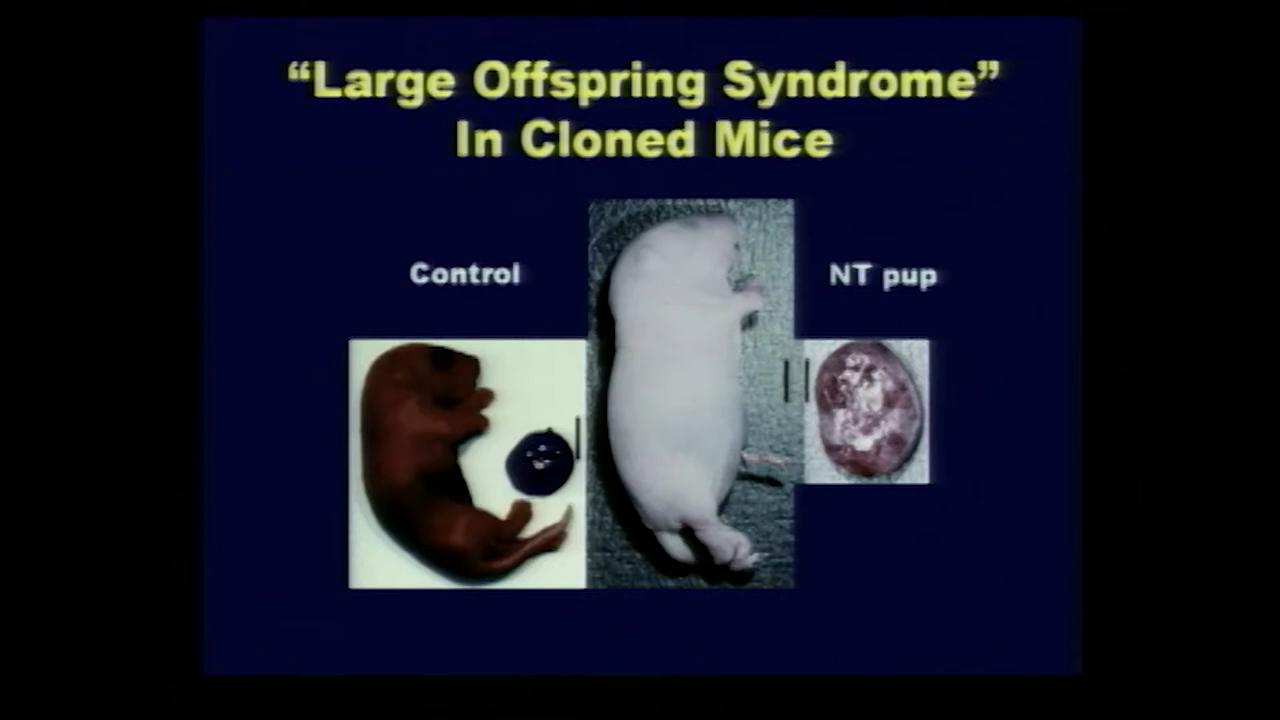 “Large Offspring Syndrome”
In Cloned Mice
Control
NT pup